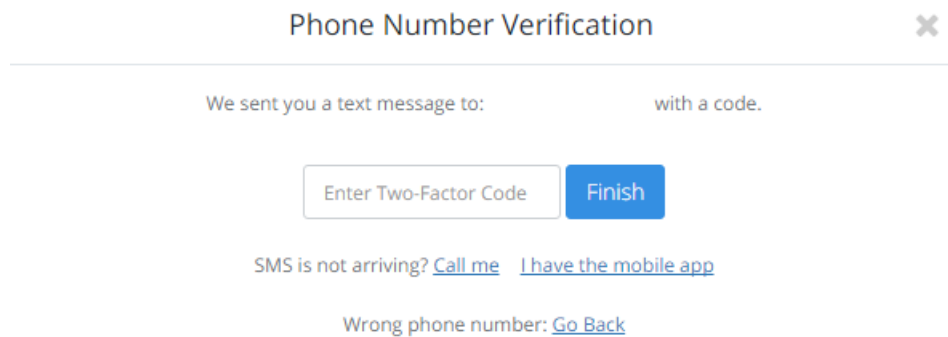 Phone Number Verification
We sent you a text message to: with a code.
Enter Two-Factor Code Finish
SMS is not arriving? Call me I have the mobile app
Wrong phone number: Go Back